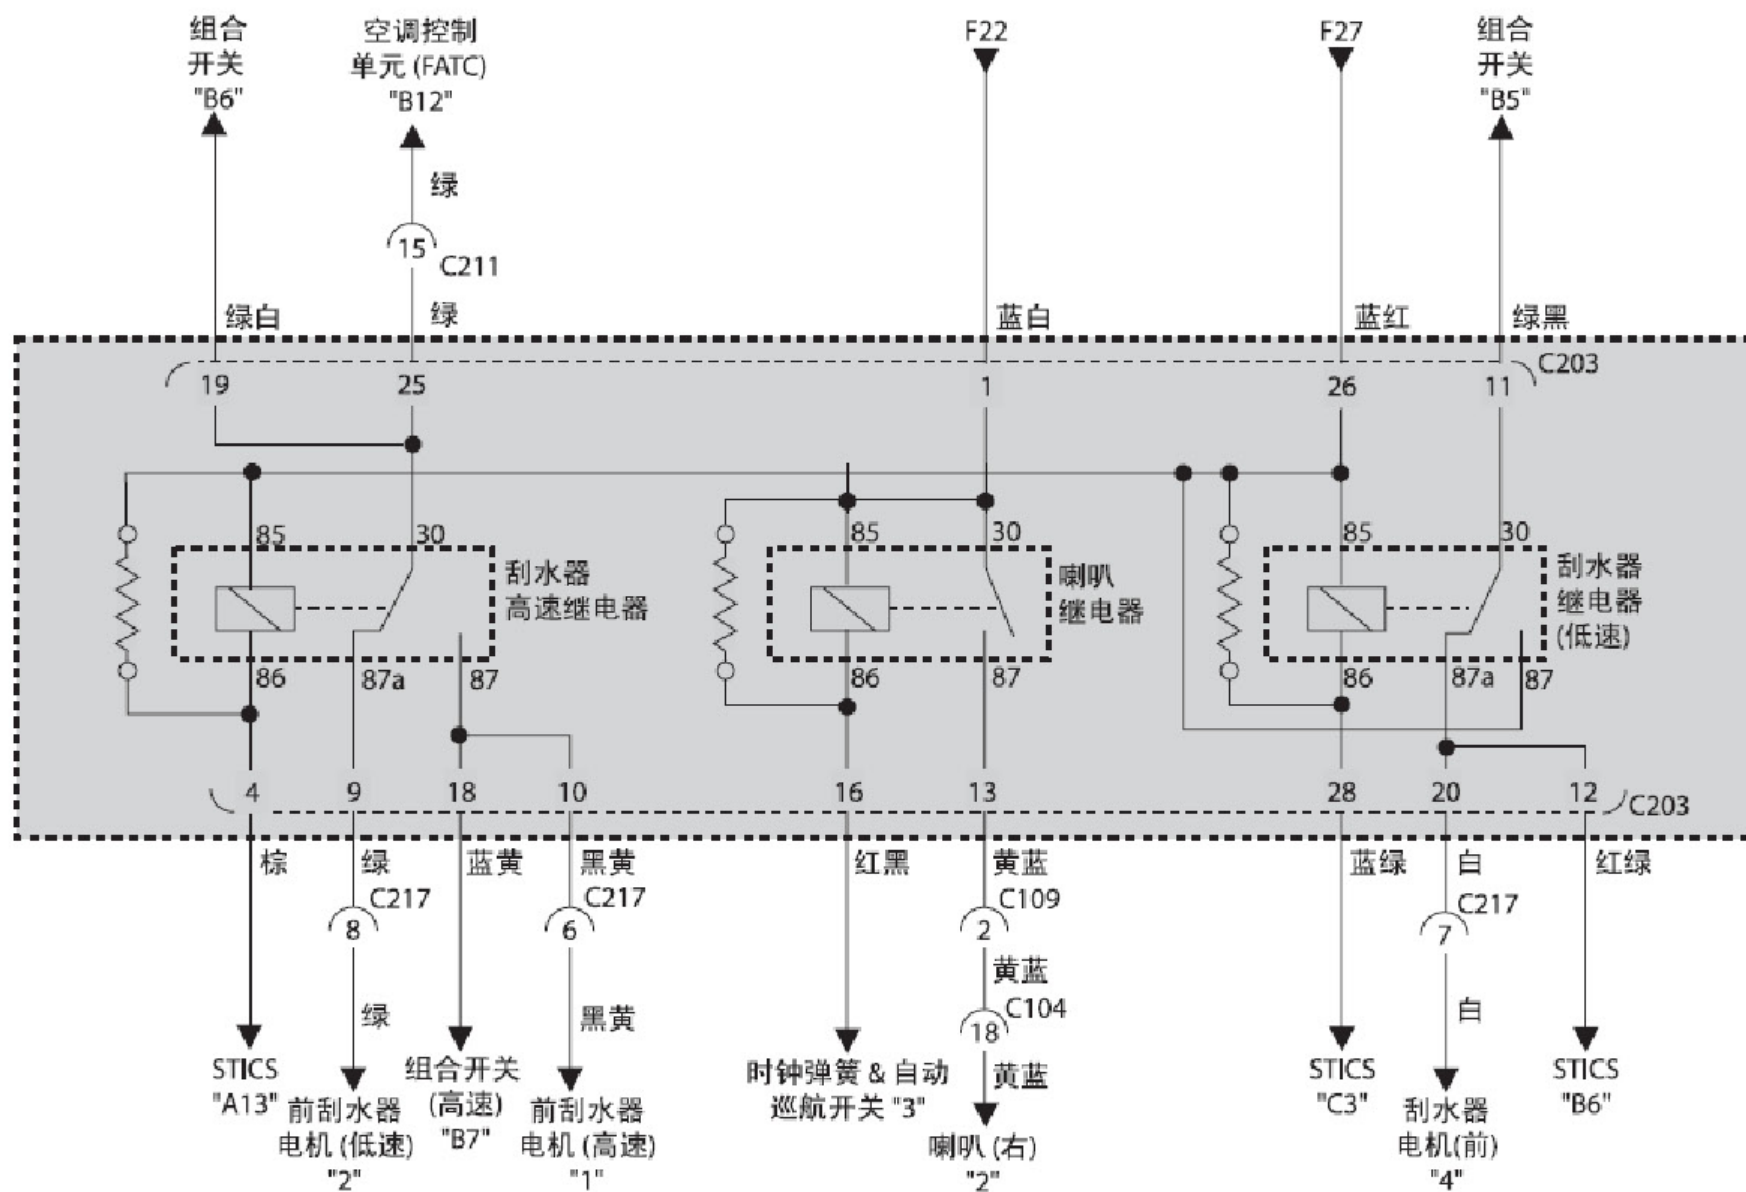 组合
开关
"B6"
空调控制
单元 (FATC)
"B12"
F22
F27
组合
开关
"B5"
绿
15
C211
绿白
绿
蓝白
蓝红
绿黑
C203
19
25
1
26
11
85
30
85
30
85
30
刮水器
高速继电器
喇叭
继电器
刮水器
继电器
(低速)
86
87a
87
86
87
86
87a
87
4
9
18
10
16
13
28
20
12
C203
棕
绿
蓝黄
黑黄
红黑
黄蓝
蓝绿
白
红绿
C217
8
C217
6
C109
2
C217
7
黄蓝
C104
18
绿
黑黄
白
黄蓝
STICS
"A13"
前刮水器
电机 (低速)
"2"
组合开关
(高速)
"B7"
前刮水器
电机 (高速)
"1"
时钟弹簧 & 自动
巡航开关 "3"
喇叭 (右)
"2"
STICS
"C3"
刮水器
电机(前)
"4"
STICS
"B6"